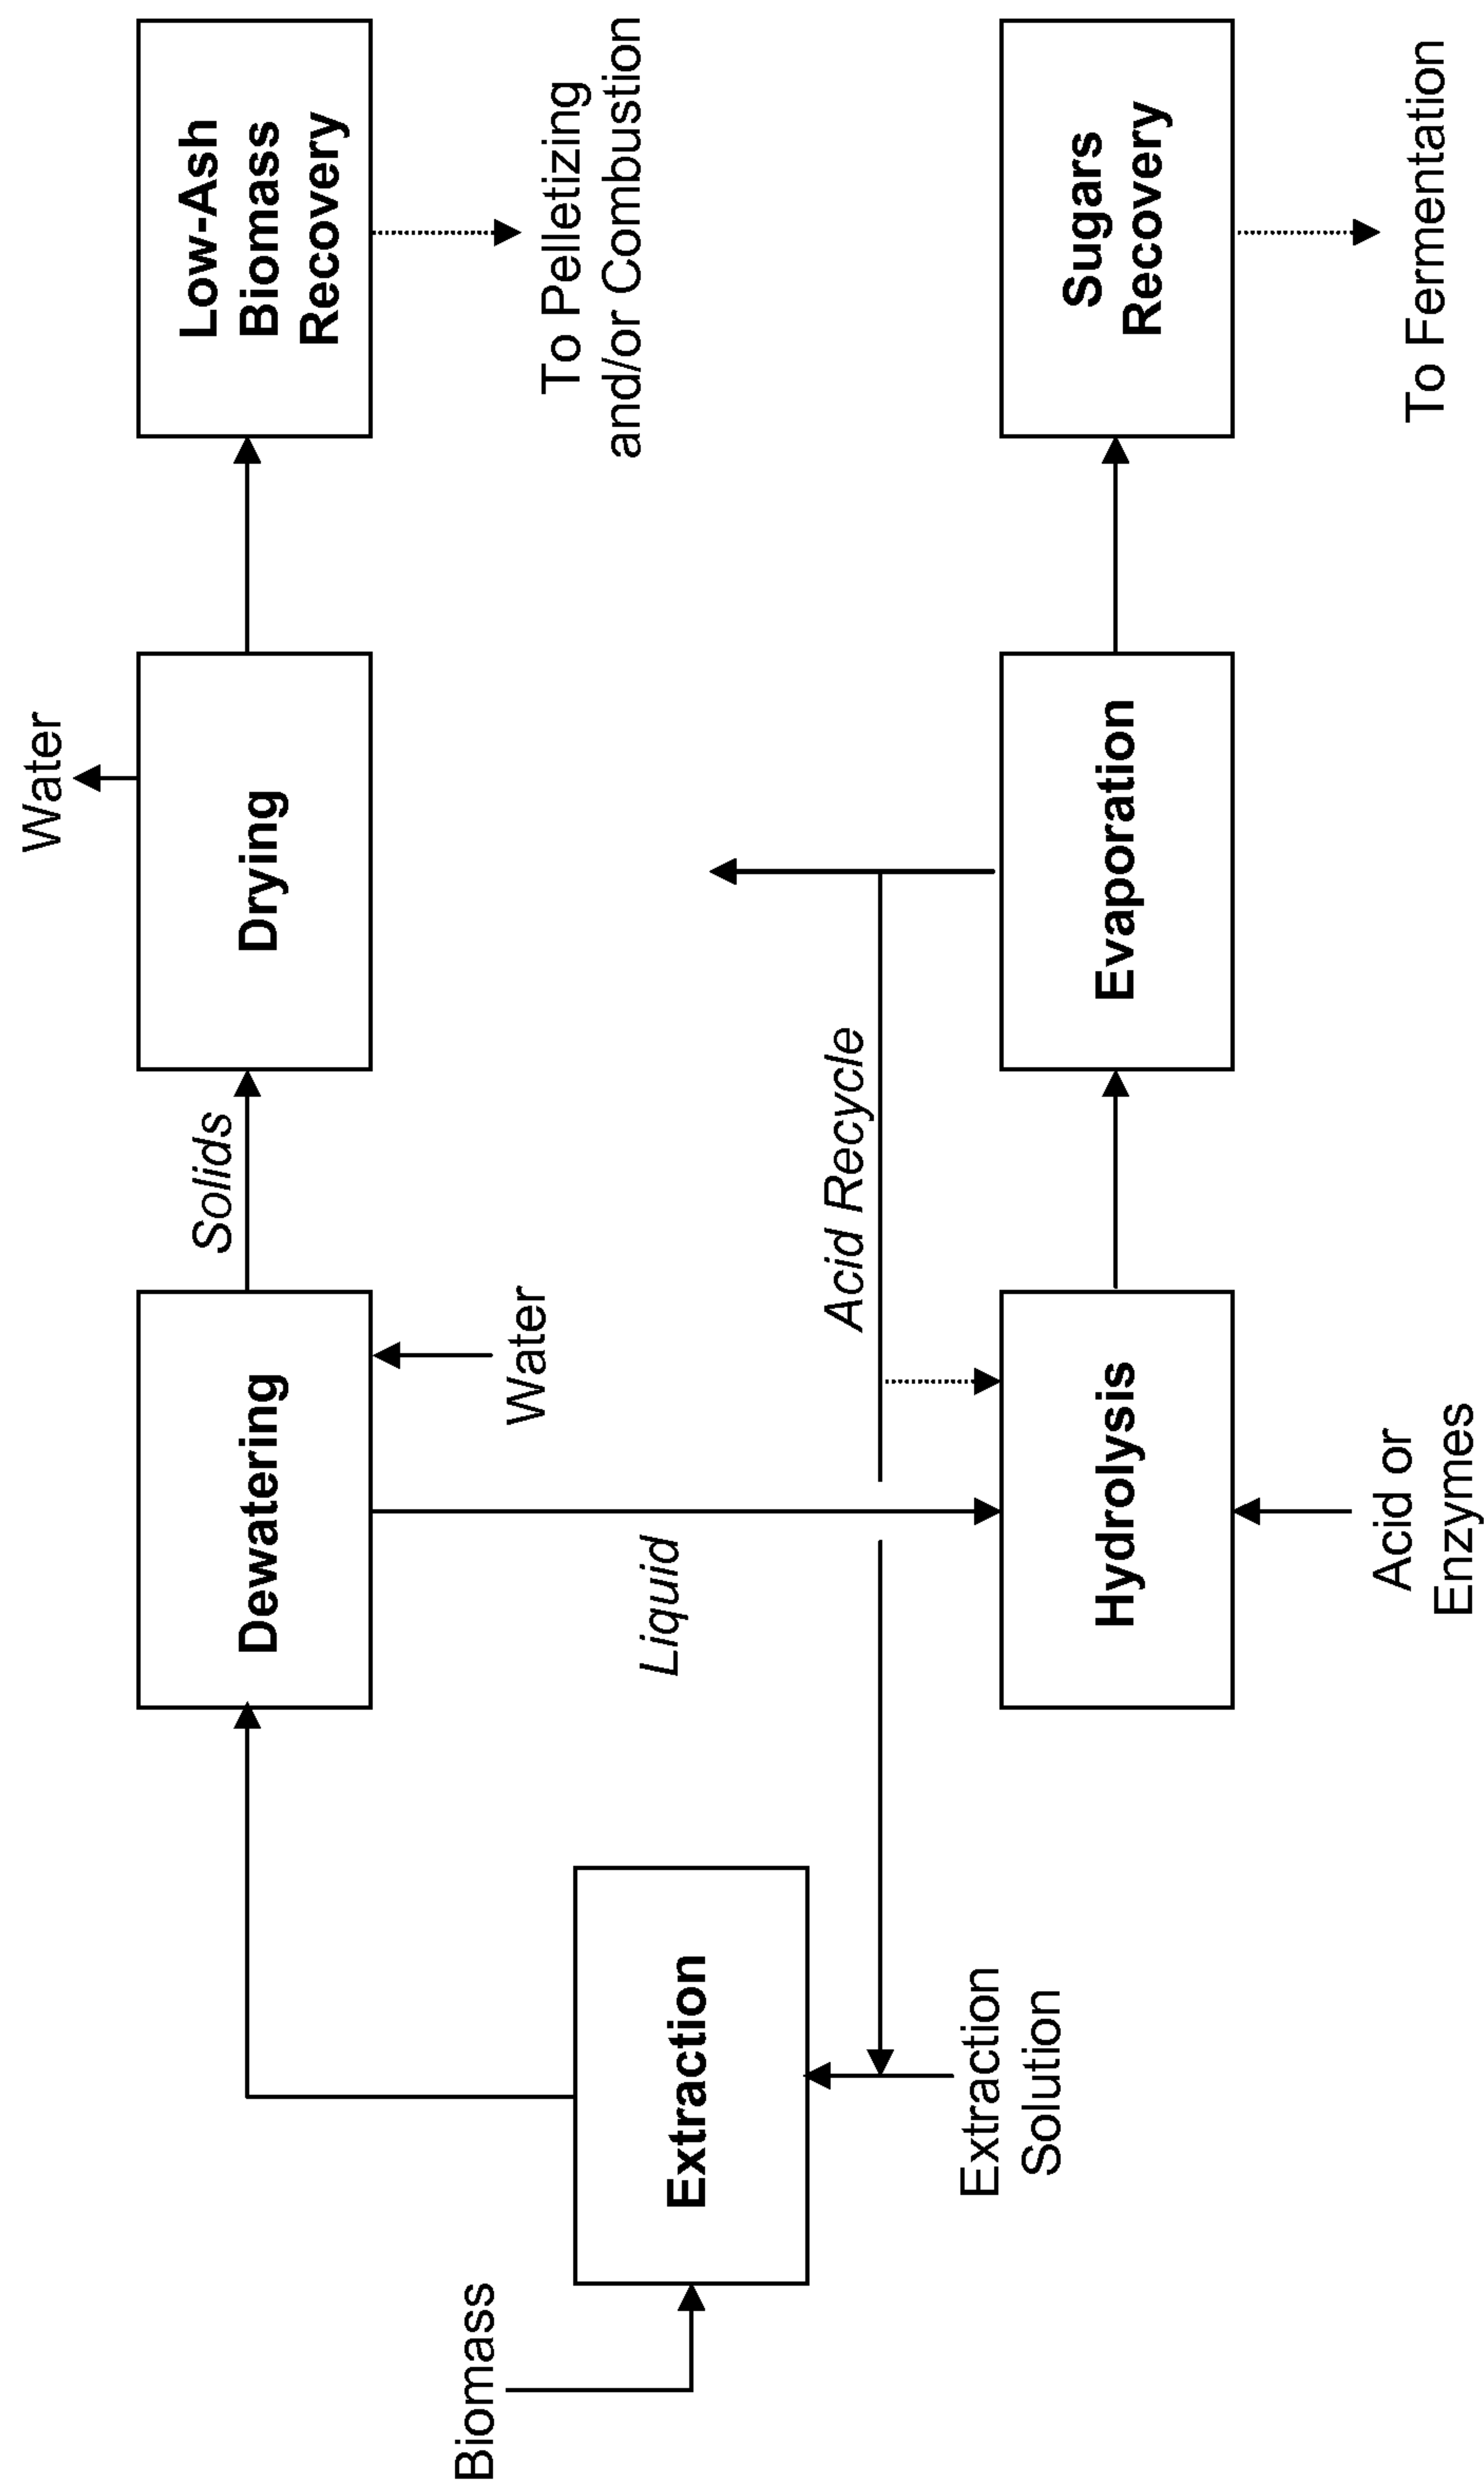 Biomass
Extraction
Extraction
Solution
Dewatering
Water
Solids
Liquid
Drying
Water
Low-Ash
Biomass
Recovery
To Pelletizing
and/or Combustion
Acid Recycle
Hydrolysis
Acid or
Enzymes
Evaporation
Sugars
Recovery
To Fermentation